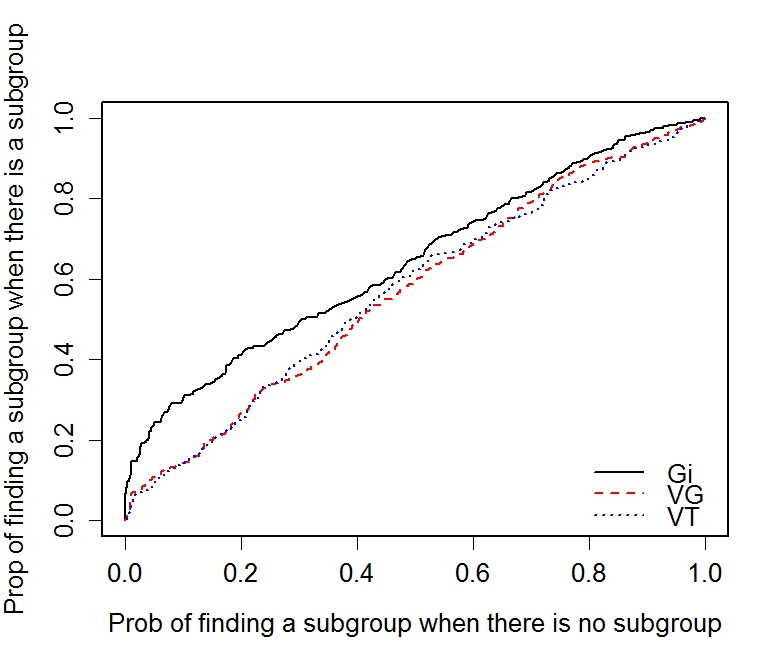 Prop of finding a subgroup when there is a subgroup
1.0
0.8
0.6
0.4
0.2
0.0
Gi
VG
VT
0.0 0.2 0.4 0.6 0.8 1.0
Prob of finding a subgroup when there is no subgroup